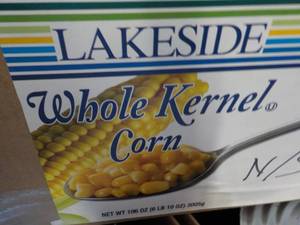 LAKESIDE
Whole Kernel
Corn
NET WT 106 OZ (6 LB 10 OZ) 3005g